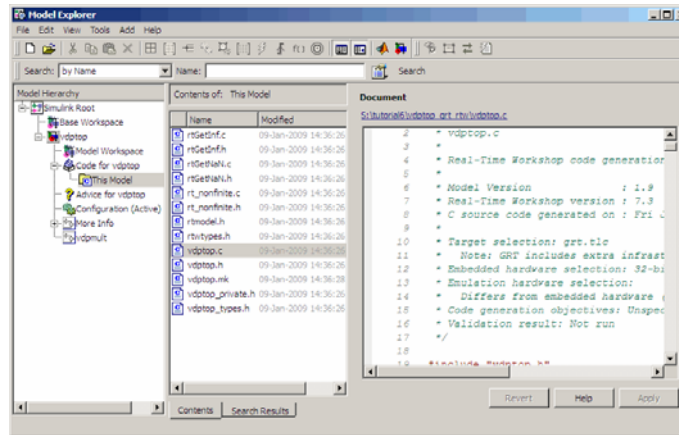 Model Explorer
File Edit View Tools Add Help
Search: by Name Name: Search
Model Hierarchy
Simulink Root
Base Workspace
vdptop
Model Workspace
Code for vdptop
This Model
Advice for vdptop
Configuration (Active)
More Info
vdpmult
Contents of: This Model
Name Modified
rtGetInf.c 09-Jan-2009 14:36:26
rtGetInf.h 09-Jan-2009 14:36:26
rtGetNaN.c 09-Jan-2009 14:36:26
rtGetNaN.h 09-Jan-2009 14:36:26
rt_nonfinite.c 09-Jan-2009 14:36:26
rt_nonfinite.h 09-Jan-2009 14:36:26
rtmodel.h 09-Jan-2009 14:36:26
rtwtypes.h 09-Jan-2009 14:36:26
vdptop.c 09-Jan-2009 14:36:26
vdptop.h 09-Jan-2009 14:36:26
vdptop.mk 09-Jan-2009 14:36:28
vdptop_private.h 09-Jan-2009 14:36:26
vdptop_types.h 09-Jan-2009 14:36:26
Contents Search Results
Document
S:\tutorial6\vdptop_grt_rtw\vdptop.c
2 * vdptop.c
3 *
4 * Real-Time Workshop code generation
5 *
6 * Model Version : 1.9
7 * Real-Time Workshop version : 7.3
8 * C source code generated on : Fri J
9 *
10 * Target selection: grt.tlc
11 * Note: GRT includes extra infrast
12 * Embedded hardware selection: 32-bi
13 * Emulation hardware selection:
14 * Differs from embedded hardware (
15 * Code generation objectives: Unspec
16 * Validation result: Not run
17 */
18
19 #include "vdptop.h"
Revert Help Apply